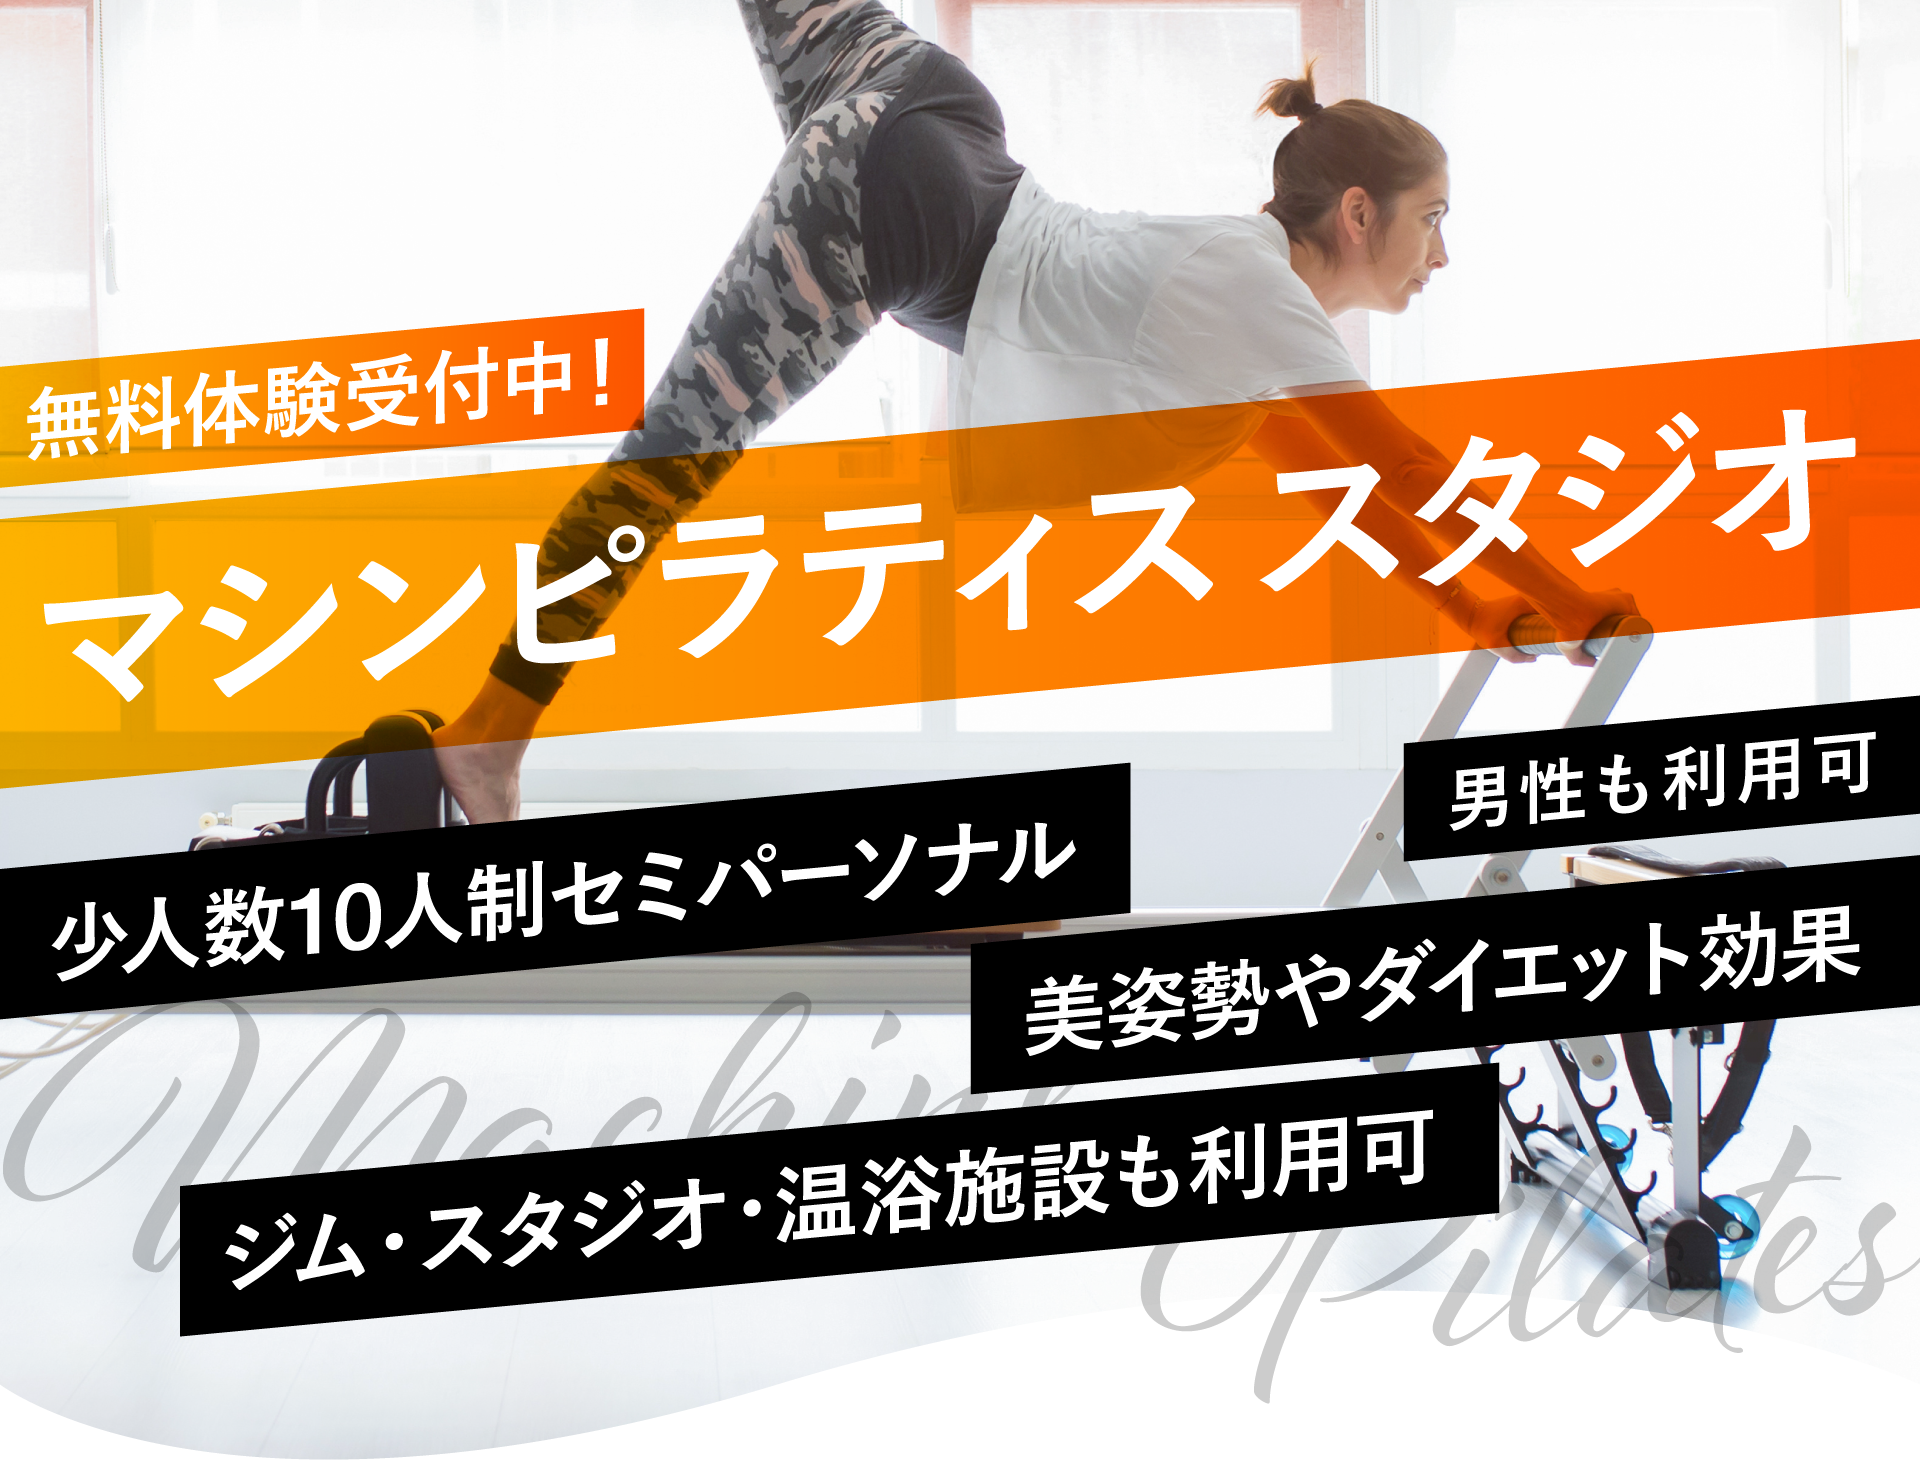 無料体験受付中！
マシンピラティス スタジオ
男性も利用可
少人数10人制セミパーソナル
美姿勢やダイエット効果
ジム・スタジオ・温浴施設も利用可
Machine
Pilates